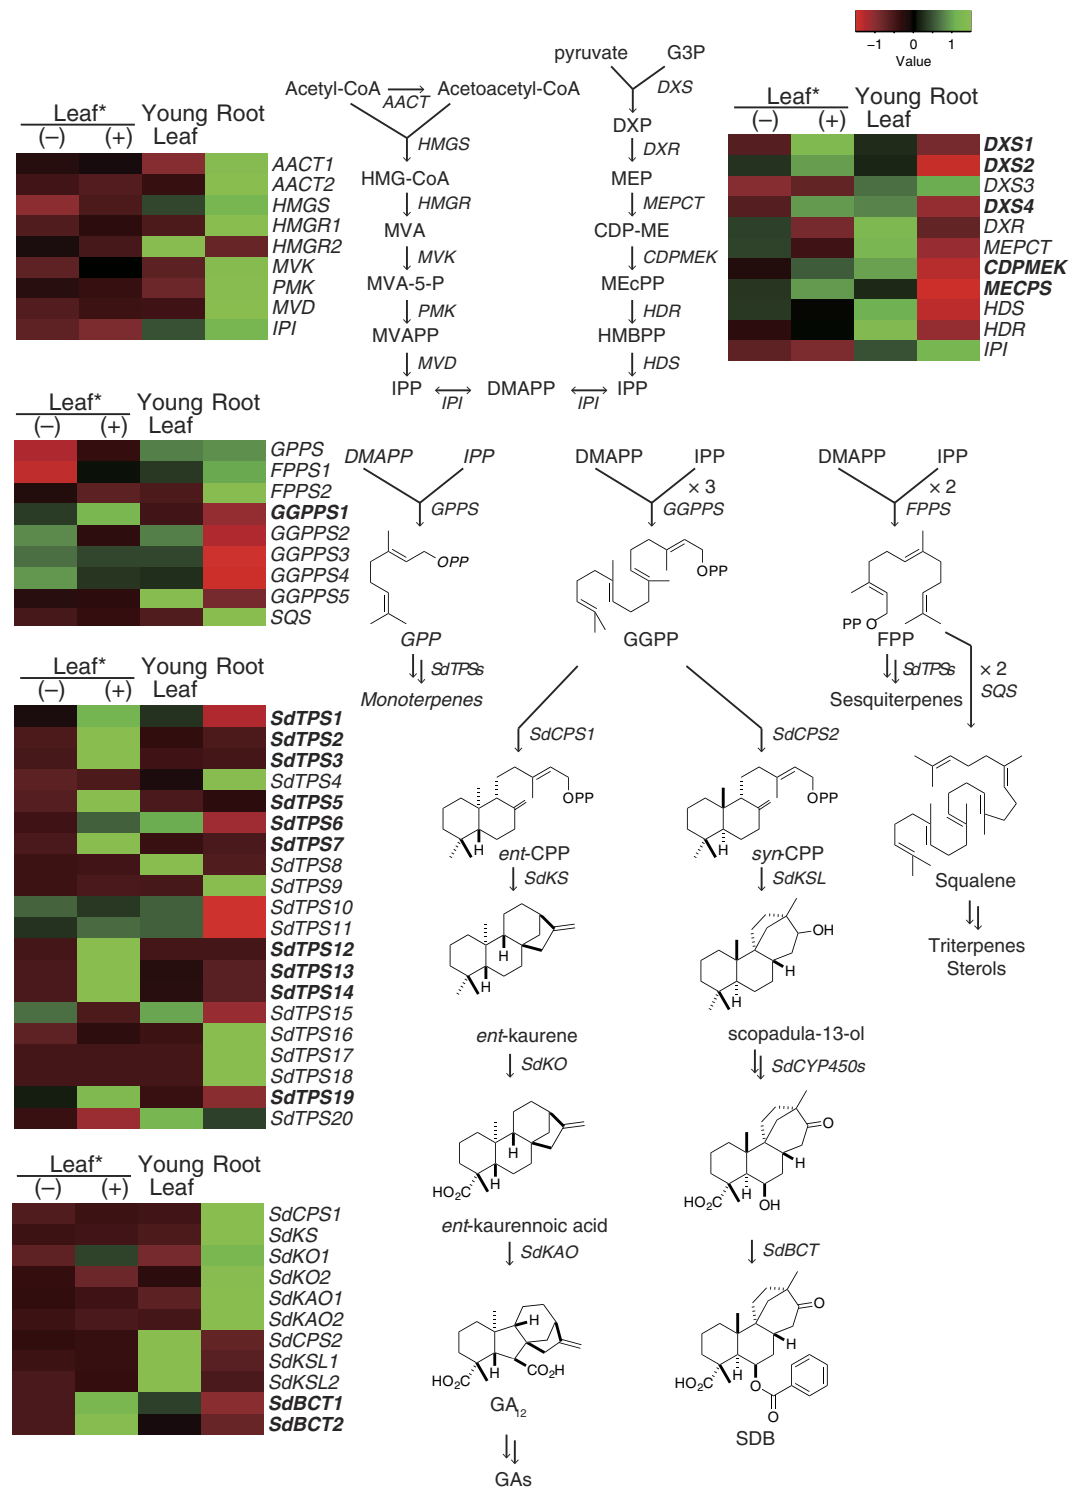 −1 0 1
Value
pyruvate G3P
DXS
Acetyl-CoA Acetoacetyl-CoA
AACT
DXP
HMGS
DXR
HMG-CoA MEP
HMGR MEPCT
MVA CDP-ME
MVK CDPMEK
MVA-5-P MEcPP
PMK HDR
MVAPP HMBPP
MVD HDS
IPP DMAPP IPP
IPI IPI
Leaf* Young Root
(−) (+) Leaf
AACT1
AACT2
HMGS
HMGR1
HMGR2
MVK
PMK
MVD
IPI
Leaf* Young Root
(−) (+) Leaf
DXS1
DXS2
DXS3
DXS4
DXR
MEPCT
CDPMEK
MECPS
HDS
HDR
IPI
Leaf* Young Root
(−) (+) Leaf
GPPS
FPPS1
FPPS2
GGPPS1
GGPPS2
GGPPS3
GGPPS4
GGPPS5
SQS
DMAPP IPP
GPPS
OPP
GPP
SdTPSs
Monoterpenes
DMAPP IPP
× 3
GGPPS
OPP
GGPP
DMAPP IPP
× 2
FPPS
PP O
FPP
SdTPSs
Sesquiterpenes
× 2
SQS
Squalene
Triterpenes
Sterols
Leaf* Young Root
(−) (+) Leaf
SdTPS1
SdTPS2
SdTPS3
SdTPS4
SdTPS5
SdTPS6
SdTPS7
SdTPS8
SdTPS9
SdTPS10
SdTPS11
SdTPS12
SdTPS13
SdTPS14
SdTPS15
SdTPS16
SdTPS17
SdTPS18
SdTPS19
SdTPS20
SdCPS1
OPP
H
ent-CPP
SdKS
H
H
ent-kaurene
SdKO
H
H
HO2C
ent-kaurennoic acid
SdKAO
H
H
HO2C
CO2H
GA12
GAs
SdCPS2
OPP
H
syn-CPP
SdKSL
OH
H
H
scopadula-13-ol
SdCYP450s
O
H
H
HO2C
OH
SdBCT
O
H
H
HO2C
O
O
SDB
Leaf* Young Root
(−) (+) Leaf
SdCPS1
SdKS
SdKO1
SdKO2
SdKAO1
SdKAO2
SdCPS2
SdKSL1
SdKSL2
SdBCT1
SdBCT2